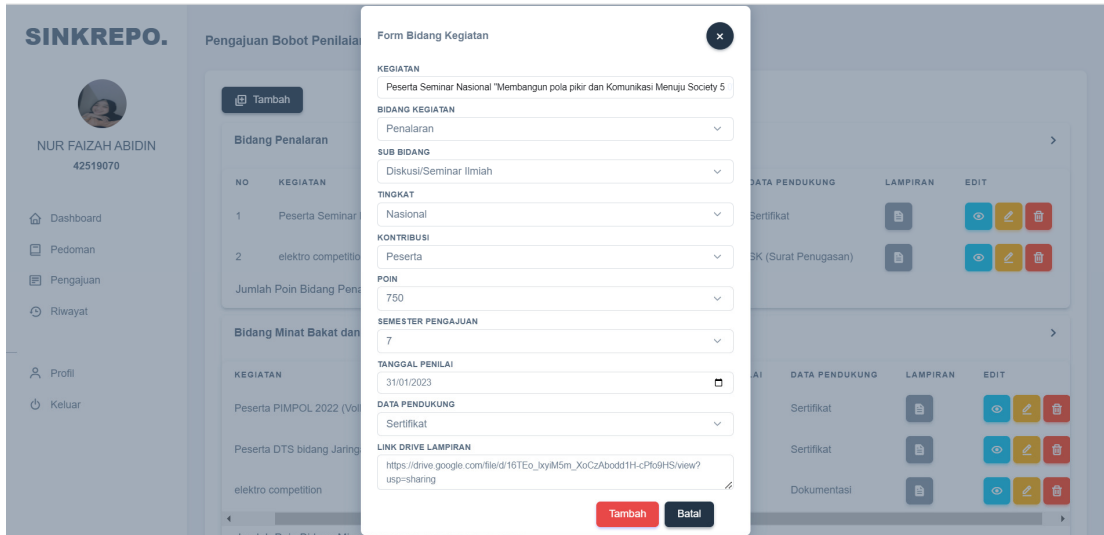 SINKREPO.
NUR FAIZAH ABIDIN
42519070
Dashboard
Pedoman
Pengajuan
Riwayat
Profil
Keluar
Pengajuan Bobot Penilaia
Tambah
Bidang Penalaran
NO KEGIATAN DATA PENDUKUNG LAMPIRAN EDIT
1 Peserta Seminar Sertifikat
2 elektro competitio SK (Surat Penugasan)
Jumlah Poin Bidang Pena
Bidang Minat Bakat dan
KEGIATAN AI DATA PENDUKUNG LAMPIRAN EDIT
Peserta PIMPOL 2022 (Vol Sertifikat
Peserta DTS bidang Jaring Sertifikat
elektro competition Dokumentasi
Form Bidang Kegiatan
×
KEGIATAN
Peserta Seminar Nasional "Membangun pola pikir dan Komunikasi Menuju Society 5
BIDANG KEGIATAN
Penalaran
SUB BIDANG
Diskusi/Seminar Ilmiah
TINGKAT
Nasional
KONTRIBUSI
Peserta
POIN
750
SEMESTER PENGAJUAN
7
TANGGAL PENILAI
31/01/2023
DATA PENDUKUNG
Sertifikat
LINK DRIVE LAMPIRAN
https://drive.google.com/file/d/16TEo_IxyiM5m_XoCzAbodd1H-cPfo9HS/view?
usp=sharing
Tambah Batal